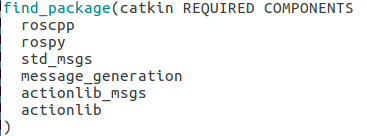 find_package(catkin REQUIRED COMPONENTS
  roscpp
  rospy
  std_msgs
  message_generation
  actionlib_msgs
  actionlib
)